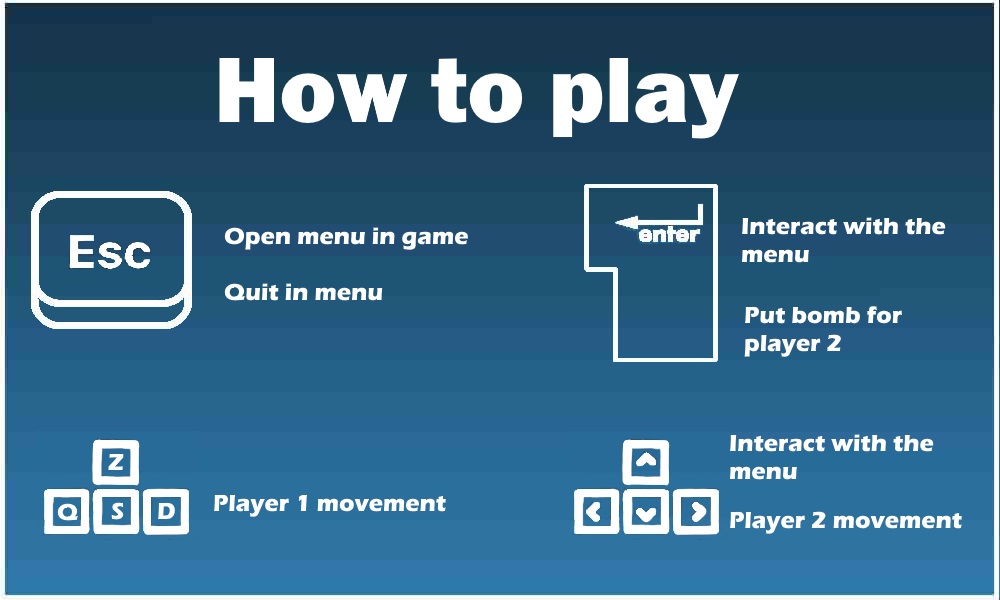 How to play
Esc
Open menu in game
Quit in menu
enter
Interact with the
menu
Put bomb for
player 2
Z
Q S D
Player 1 movement
Interact with the
menu
Player 2 movement